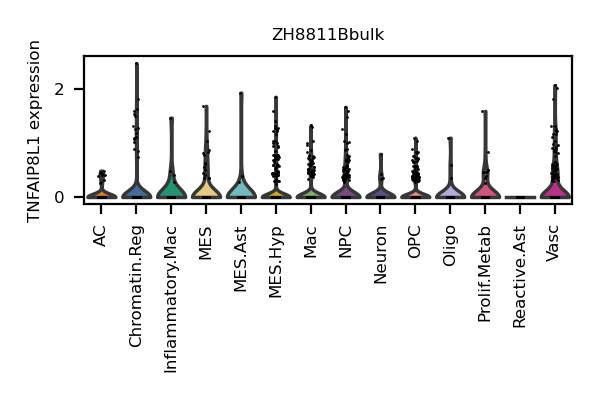 ZH8811Bbulk
TNFAIP8L1 expression
2
0
AC
Chromatin.Reg
Inflammatory.Mac
MES
MES.Ast
MES.Hyp
Mac
NPC
Neuron
OPC
Oligo
Prolif.Metab
Reactive.Ast
Vasc